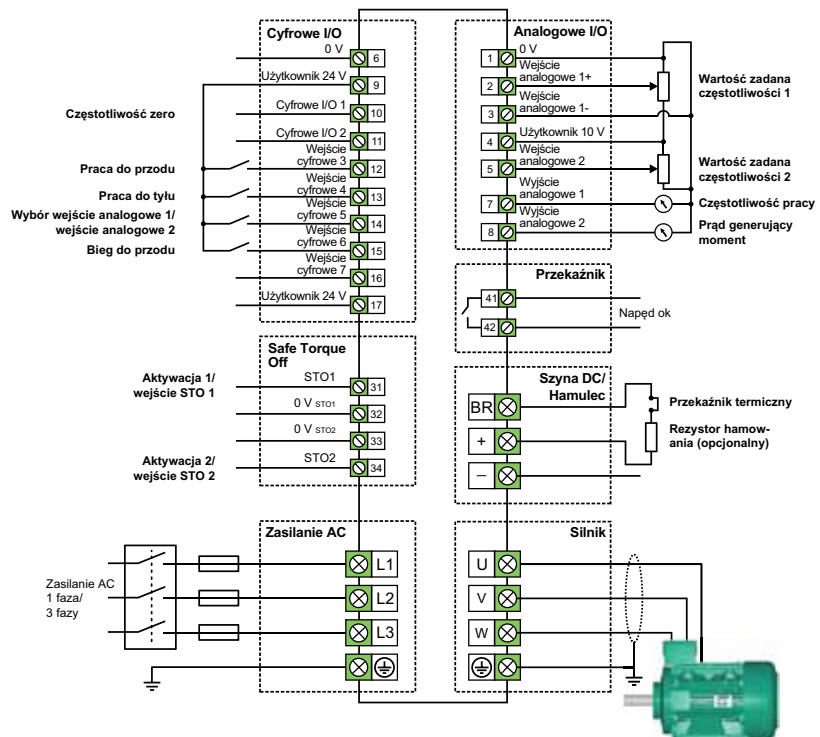 Cyfrowe I/O
0 V
6
Użytkownik 24 V
9
Częstotliwość zero
Cyfrowe I/O 1
10
Cyfrowe I/O 2
11
Wejście
cyfrowe 3
12
Praca do przodu
Wejście
cyfrowe 4
13
Praca do tyłu
Wejście
cyfrowe 5
14
Wybór wejście analogowe 1/
wejście analogowe 2
Wejście
cyfrowe 6
15
Bieg do przodu
Wejście
cyfrowe 7
16
Użytkownik 24 V
17
Analogowe I/O
1
0 V
2
Wejście
analogowe 1+
3
Wejście
analogowe 1-
Wartość zadana
częstotliwości 1
4
Użytkownik 10 V
5
Wejście
analogowe 2
Wartość zadana
częstotliwości 2
7
Wyjście
analogowe 1
Częstotliwość pracy
8
Wyjście
analogowe 2
Prąd generujący
moment
Przekaźnik
41
42
Napęd ok
Safe Torque
Off
Aktywacja 1/
wejście STO 1
STO1
31
0 V STO1
32
0 V STO2
33
Aktywacja 2/
wejście STO 2
STO2
34
Szyna DC/
Hamulec
BR
+
–
Przekaźnik termiczny
Rezystor hamow-
ania (opcjonalny)
Zasilanie AC
L1
L2
L3
Zasilanie AC
1 faza/
3 fazy
Silnik
U
V
W